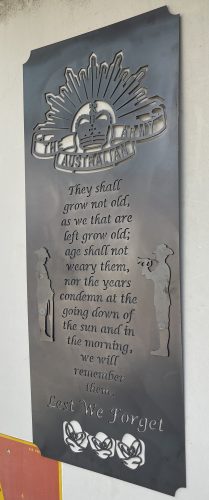 THE ARMY
AUSTRALIAN
They shall
grow not old,
as we that are
left grow old;
age shall not
weary them,
nor the years
condemn at the
going down of
the sun and in
the morning,
we will
remember
them.
Lest We Forget